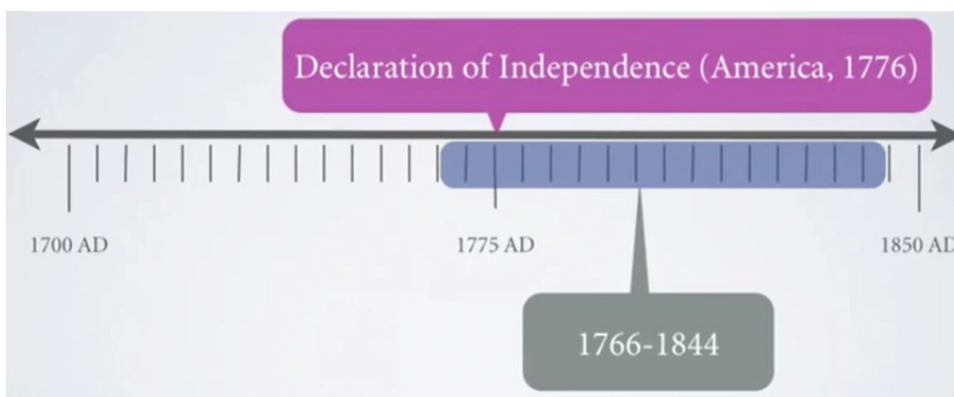 Declaration of Independence (America, 1776)
1700 AD
1775 AD
1850 AD
1766-1844